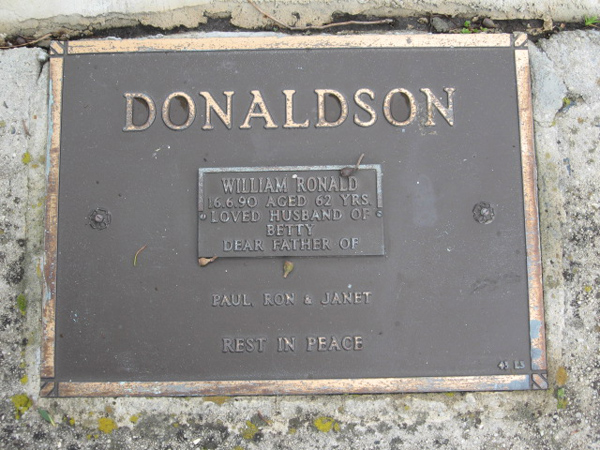 DONALDSON
WILLIAM RONALD
16.6.90 AGED 62 YRS.
LOVED HUSBAND OF
BETTY
DEAR FATHER OF
PAUL, RON & JANET
REST IN PEACE